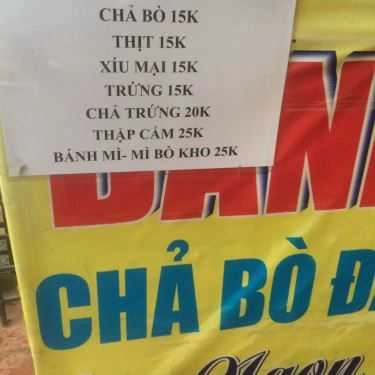 CHẢ BÒ 15K
THỊT 15K
XÍU MẠI 15K
TRỨNG 15K
CHẢ TRỨNG 20K
THẬP CẨM 25K
BÁNH MÌ- MÌ BÒ KHO 25K
CHẢ BÒ
Ngon